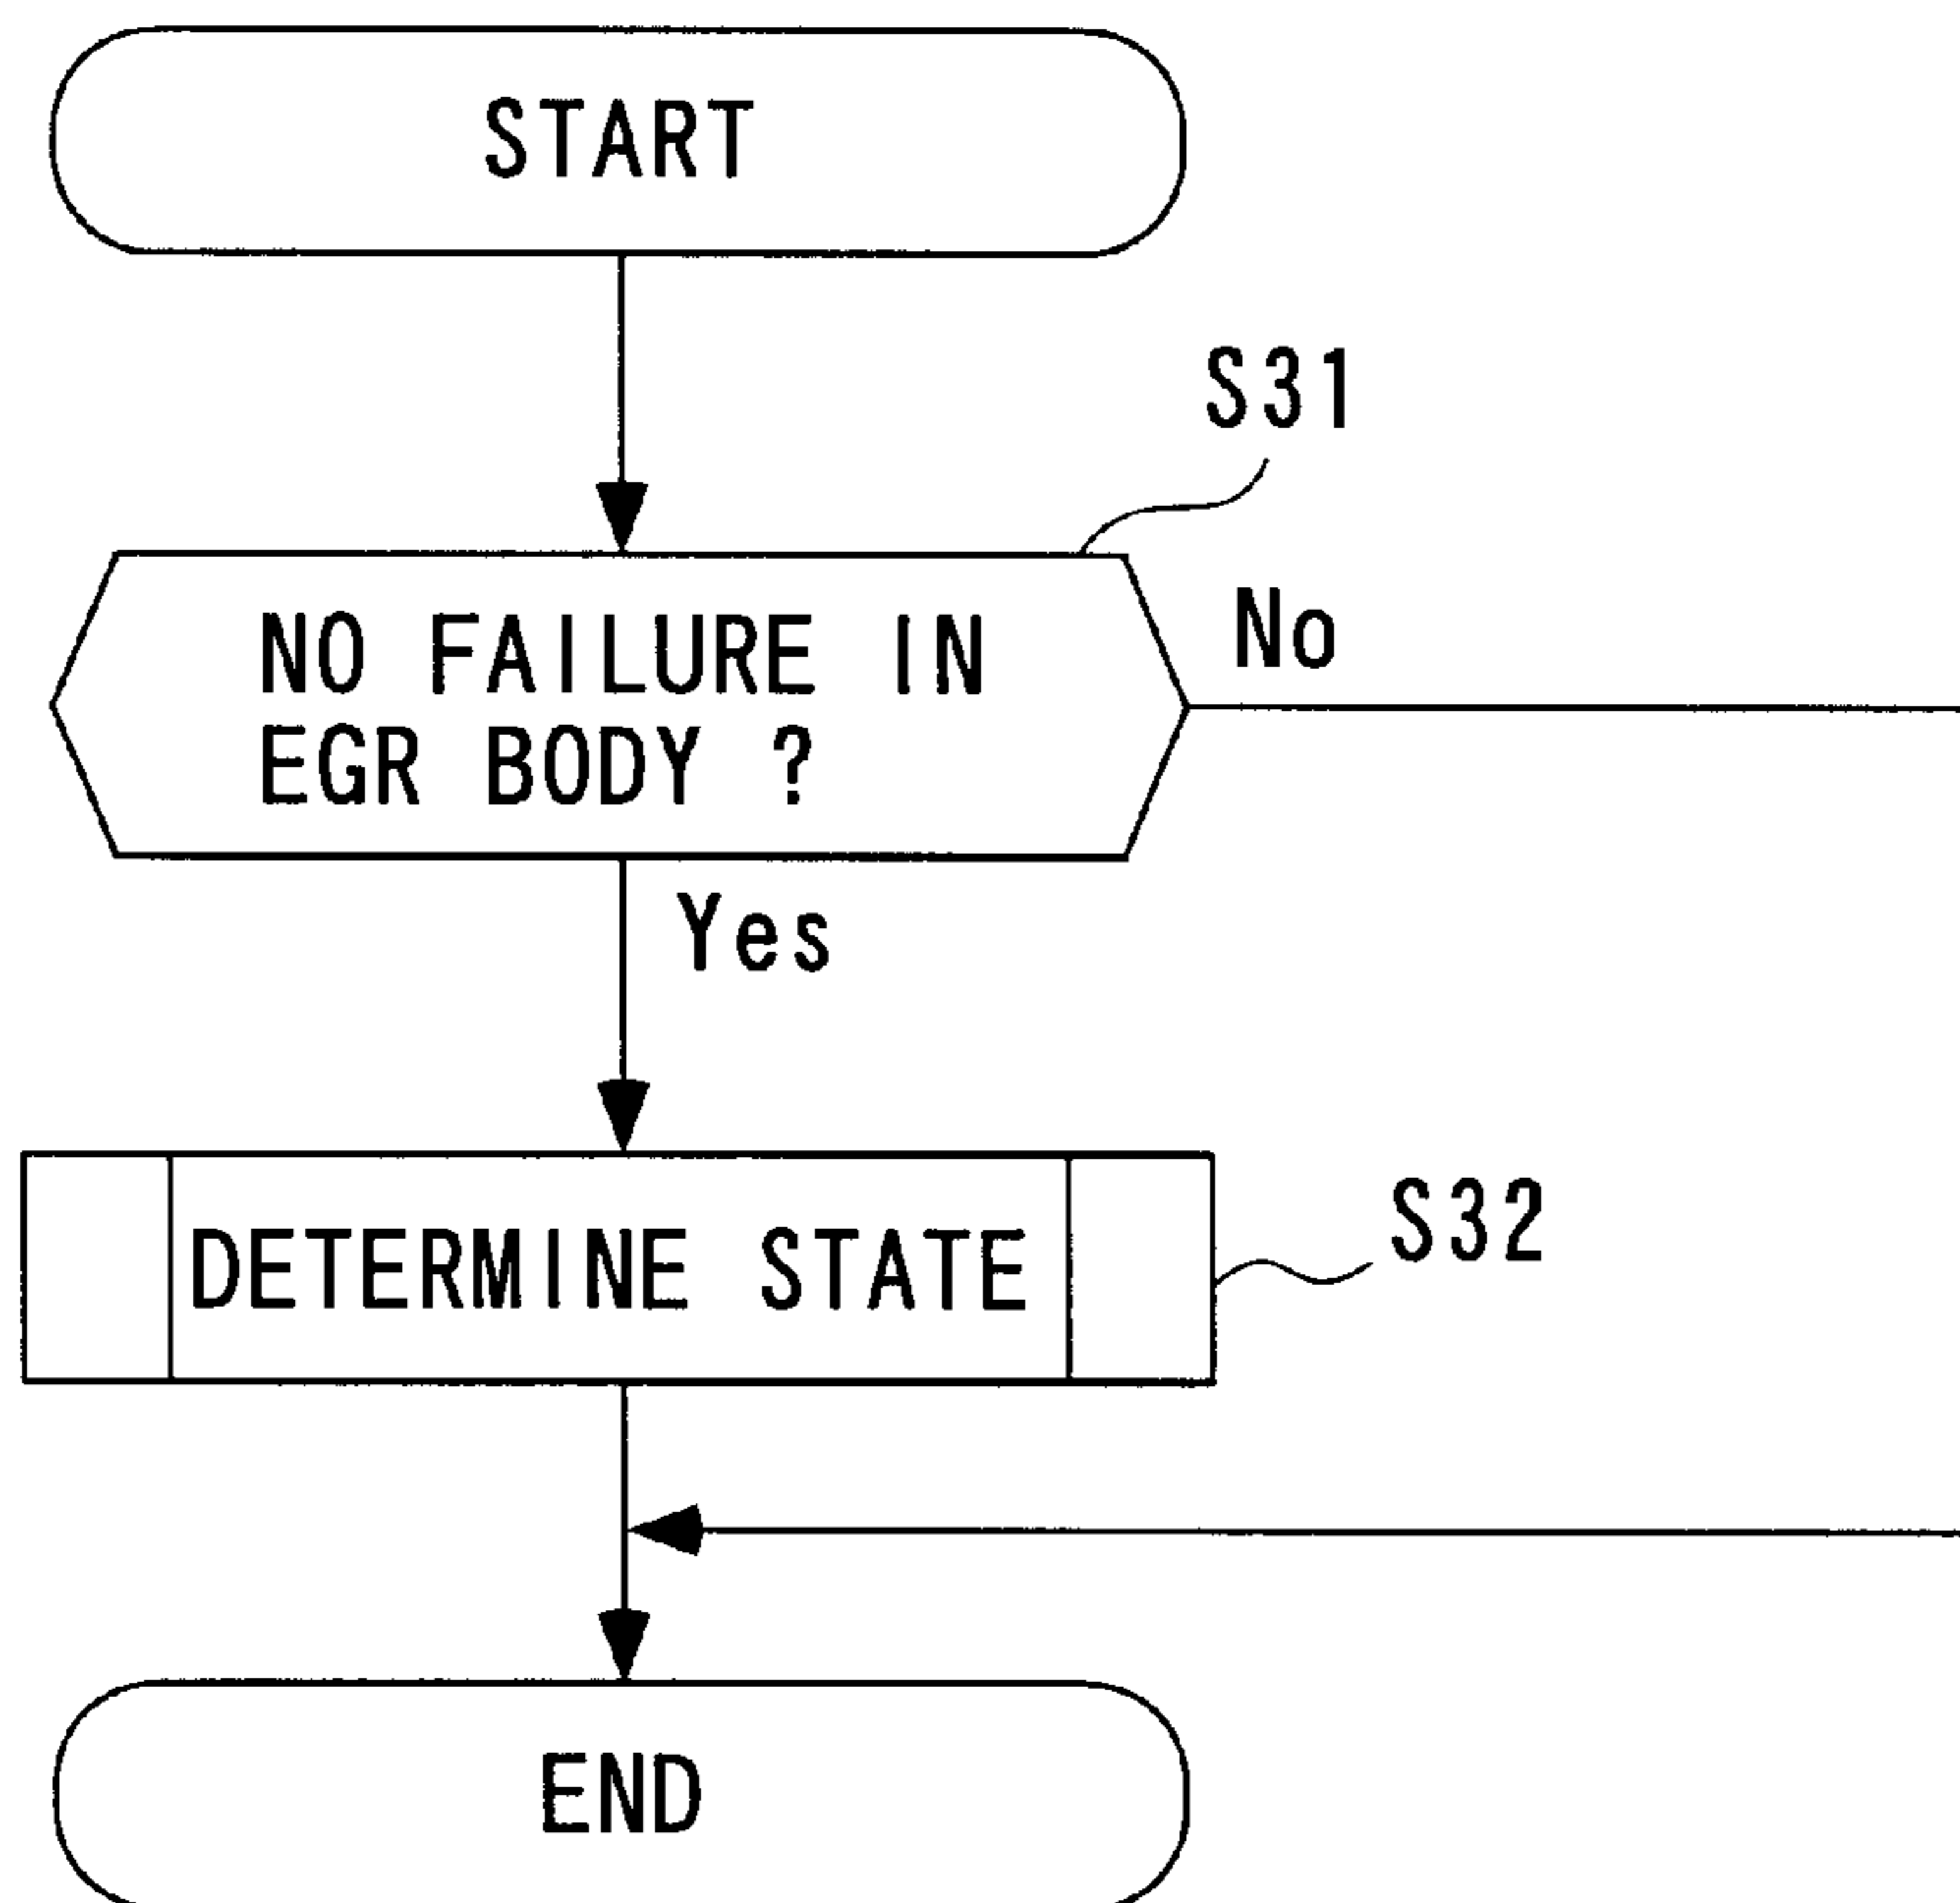 START
S31
NO FAILURE IN
EGR BODY ?
No
Yes
DETERMINE STATE
S32
END